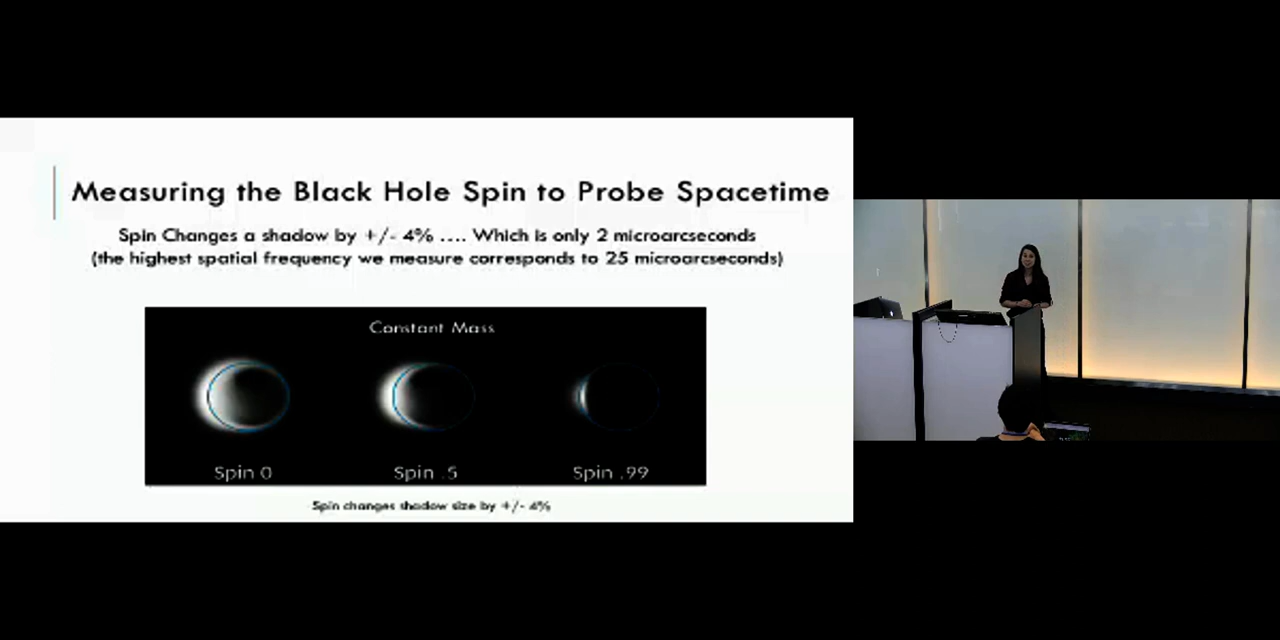 Measuring the Black Hole Spin to Probe Spacetime
Spin Changes a shadow by +/- 4% .... Which is only 2 microarcseconds
(the highest spatial frequency we measure corresponds to 25 microarcseconds)
Constant Mass
Spin 0
Spin .5
Spin .99
Spin changes shadow size by +/- 4%